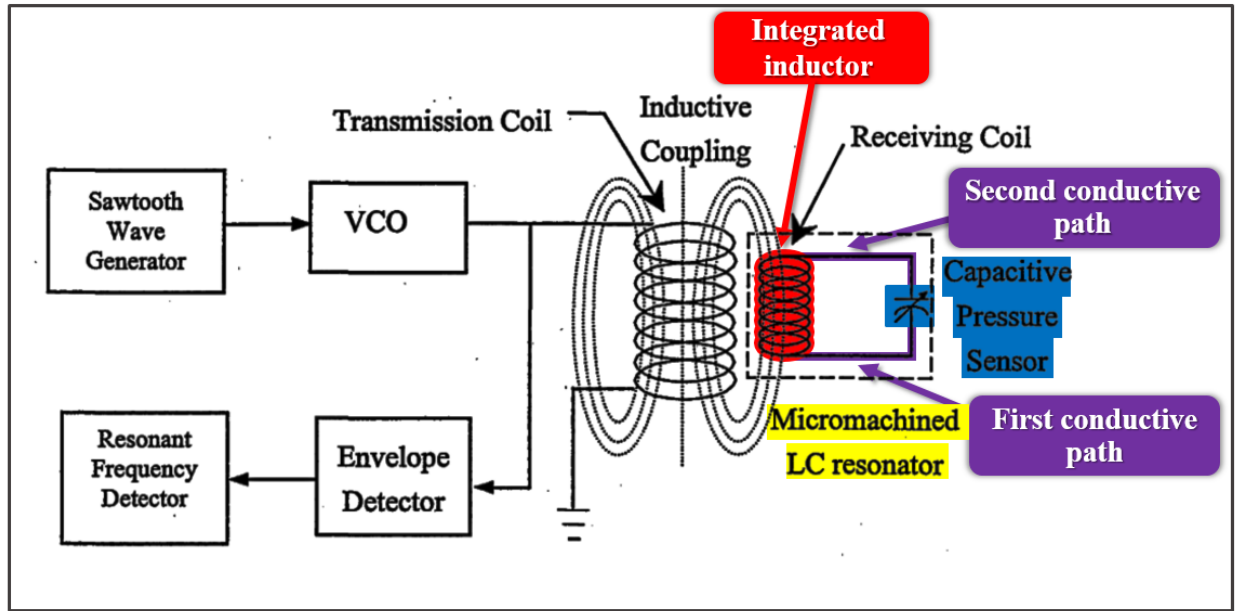 Integrated
inductor
Transmission Coil
Inductive
Coupling
Receiving Coil
Second conductive
path
Sawtooth
Wave
Generator
VCO
Capacitive
Pressure
Sensor
Micromachined
LC resonator
First conductive
path
Resonant
Frequency
Detector
Envelope
Detector